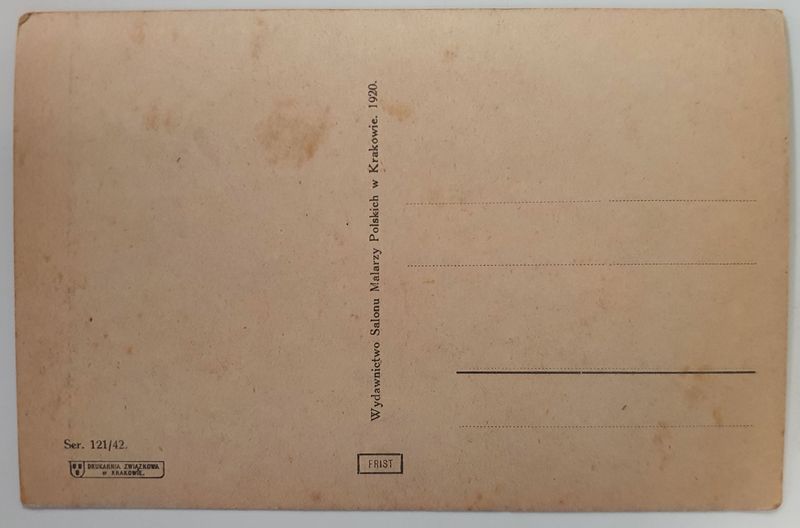 Wydawnictwo Salonu Malarzy Polskich w Krakowie. 1920.
Ser. 121/42.
DRUKARNIA ZWIĄZKOWA
w KRAKOWIE.
FRIST